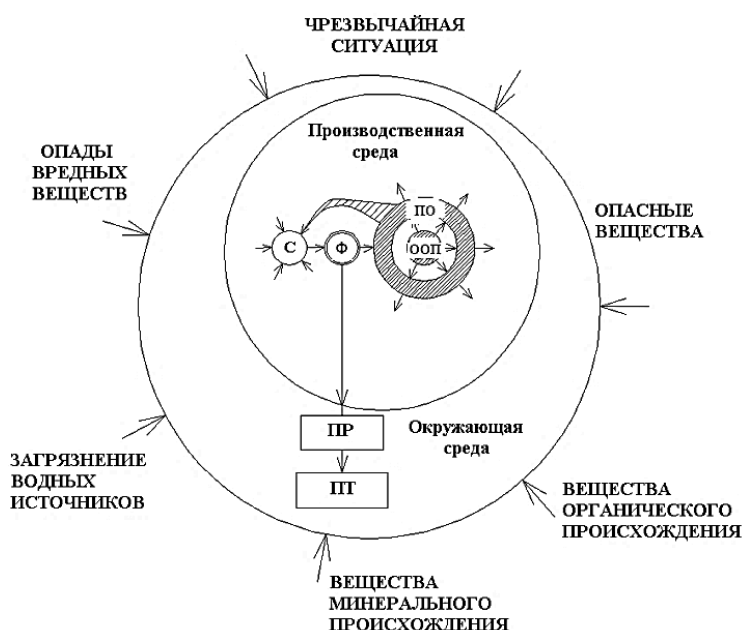 ЧРЕЗВЫЧАЙНАЯ
СИТУАЦИЯ
Производственная
среда
ОПАДЫ
ВРЕДНЫХ
ВЕЩЕСТВ
ОПАСНЫЕ
ВЕЩЕСТВА
ПО
С
Ф
ООП
ПР
Окружающая
среда
ПТ
ЗАГРЯЗНЕНИЕ
ВОДНЫХ
ИСТОЧНИКОВ
ВЕЩЕСТВА
ОРГАНИЧЕСКОГО
ПРОИСХОЖДЕНИЯ
ВЕЩЕСТВА
МИНЕРАЛЬНОГО
ПРОИСХОЖДЕНИЯ